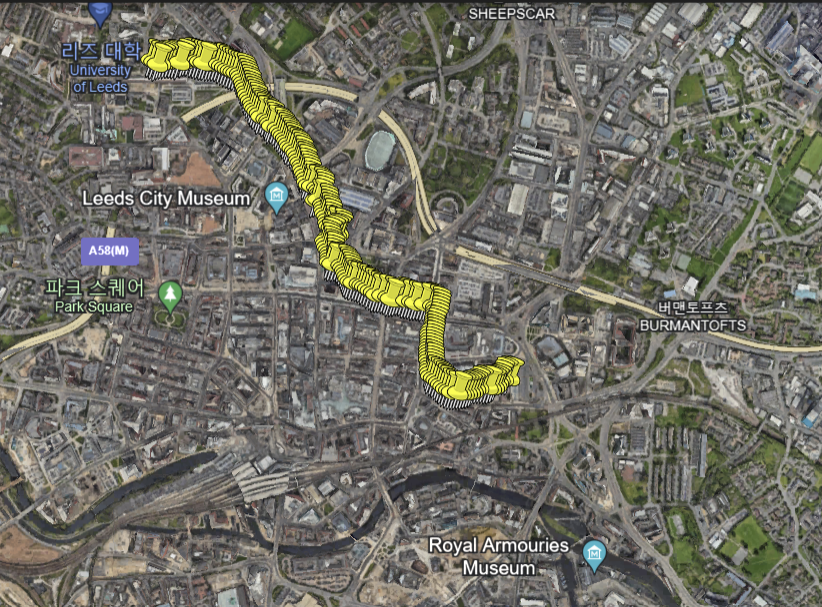 SHEEPSCAR
리즈 대학
University
of Leeds
Leeds City Museum
A58(M)
파크 스퀘어
Park Square
버맨토프츠
BURMANTOFTS
Royal Armouries
Museum